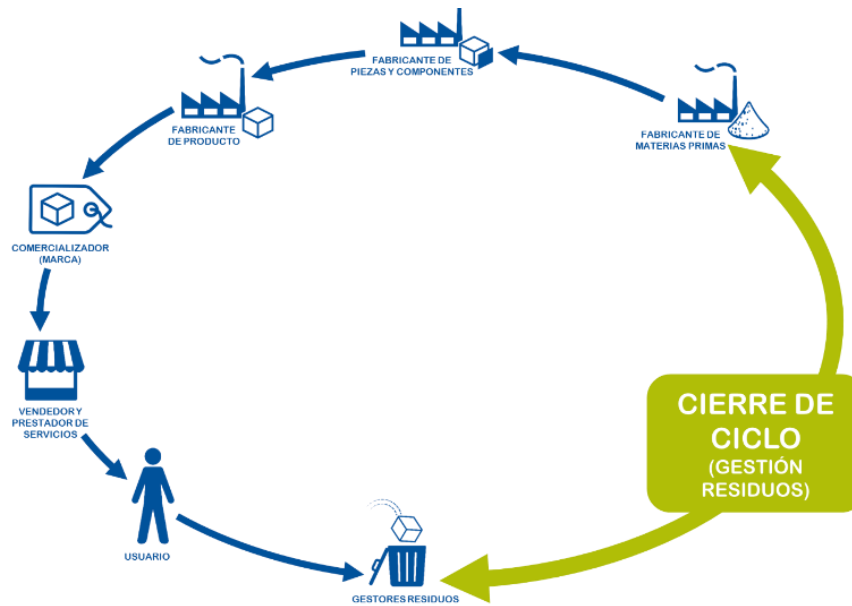 FABRICANTE DE
PIEZAS Y COMPONENTES
FABRICANTE
DE PRODUCTO
FABRICANTE DE
MATERIAS PRIMAS
COMERCIALIZADOR
(MARCA)
VENDEDOR Y
PRESTADOR DE
SERVICIOS
USUARIO
GESTORES RESIDUOS
CIERRE DE
CICLO
(GESTIÓN
RESIDUOS)